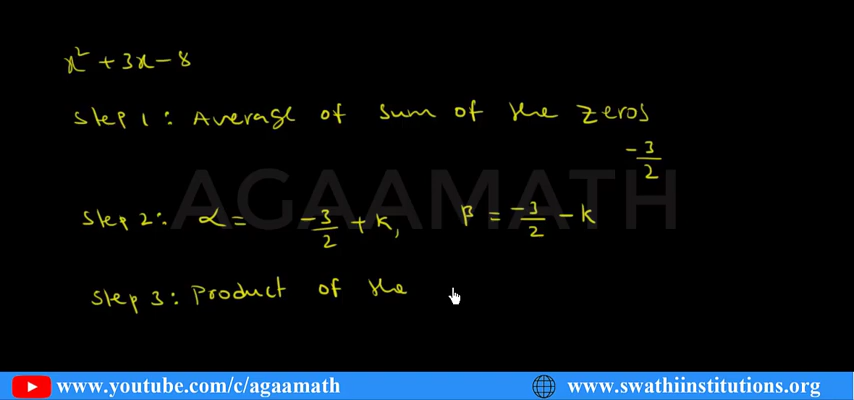 x² + 3x - 8
Step 1: Average of sum of the zeros
-3/2
Step 2: α = -3/2 + k, β = -3/2 - k
Step 3: Product of the
AGAAMATH
www.youtube.com/c/agaamath
www.swathiinstitutions.org